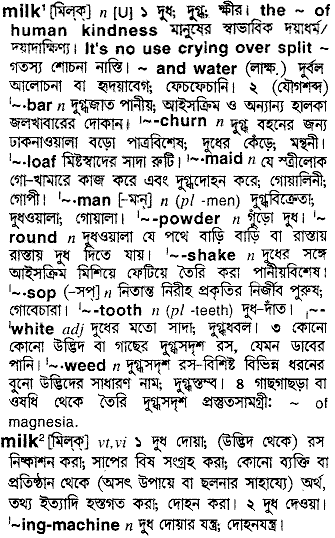 milk¹ [মিল্‌ক্] n [U] ১ দুধ; দুগ্ধ, ক্ষীর। the ~ of
human kindness মানুষের স্বাভাবিক দয়াধর্ম/
দয়াদাক্ষিণ্য। It's no use crying over split ~
গতস্য শোচনা নাস্তি। ~ and water (লাক্ষ.) দুর্বল
আলোচনা বা হৃদয়াবেগ; ফেচফেচানি। ২ (যৌগশব্দ)
'~-bar n দুগ্ধজাত পানীয়; আইসক্রিম ও অন্যান্য হালকা
জলখাবারের দোকান। '~-churn n দুগ্ধ বহনের জন্য
ঢাকনাওয়ালা বড়ো পাত্রবিশেষ; দুধের কেঁড়ে; মন্থনী।
'~-loaf মিষ্টস্বাদের সাদা রুটি। '~-maid n যে স্ত্রীলোক
গো-খামারে কাজ করে এবং দুগ্ধদোহন করে; গোয়ালিনী;
গোপী। '~-man [-মান্‌] n (pl -men) দুগ্ধবিক্রেতা;
দুধওয়ালা; গোয়ালা। '~-powder n গুঁড়ো দুধ। '~-
round n দুধওয়ালা যে পথে বাড়ি বাড়ি বা রাস্তায়
রাস্তায় দুধ দিতে যায়। '~-shake n দুধের সঙ্গে
আইসক্রিম মিশিয়ে ফেটিয়ে তৈরি করা পানীয়বিশেষ।
'~-sop (-সপ্) n নিতান্ত নিরীহ প্রকৃতির নির্জীব পুরুষ;
গোবেচারা। '~-tooth n (pl -teeth) দুধ-দাঁত। '~-
white adj দুধের মতো সাদা; দুগ্ধধবল। ৩ কোনো
কোনো উদ্ভিদ বা গাছের দুগ্ধসদৃশ রস, যেমন ডাবের
পানি। '~-weed n দুগ্ধসদৃশ রস-বিশিষ্ট বিভিন্ন ধরনের
বুনো উদ্ভিদের সাধারণ নাম; দুগ্ধস্তম্ব। ৪ গাছগাছড়া বা
ওষধি থেকে তৈরি দুগ্ধসদৃশ প্রস্তুতসামগ্রী: ~ of
magnesia.
milk² [মিল্‌ক্] vt,vi ১ দুধ দোয়া; (উদ্ভিদ থেকে) রস
নিষ্কাশন করা; সাপের বিষ সংগ্রহ করা; কোনো ব্যক্তি বা
প্রতিষ্ঠান থেকে (অসৎ উপায়ে বা ছলনার সাহায্যে) অর্থ,
তথ্য ইত্যাদি হস্তগত করা; দোহন করা। ২ দুধ দেওয়া।
'~ing-machine n দুধ দোয়ার যন্ত্র; দোহনযন্ত্র।